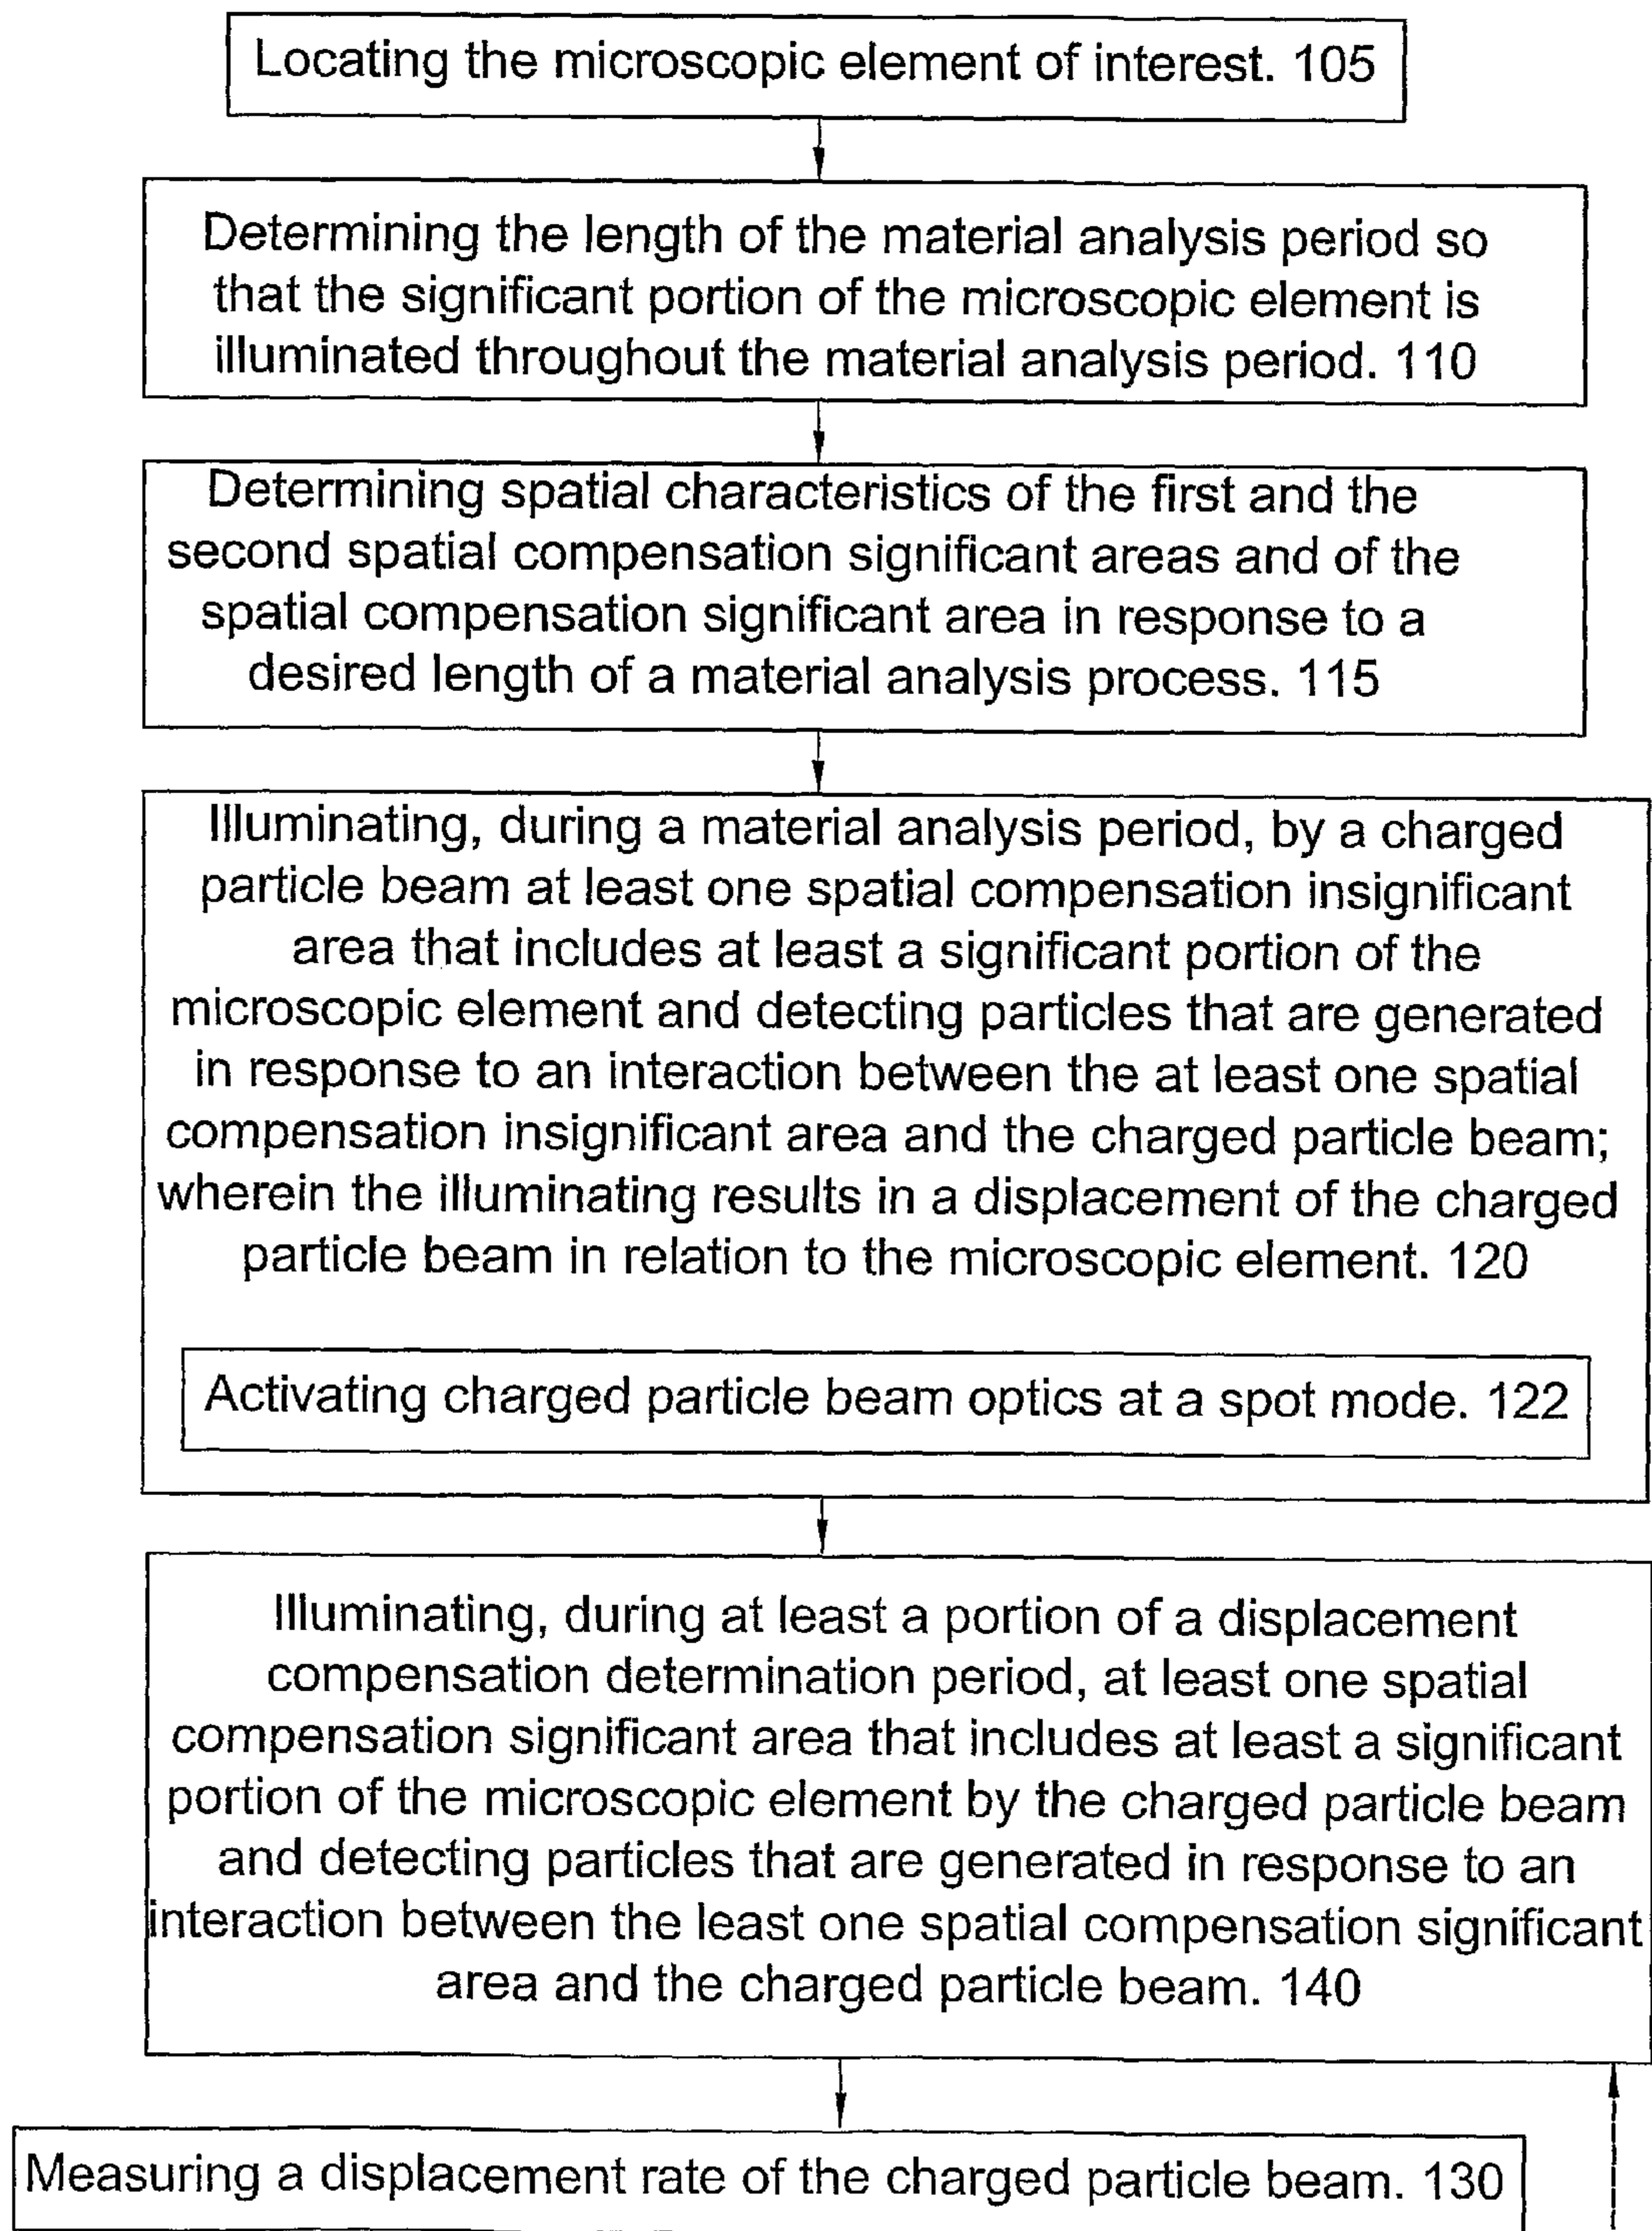 Locating the microscopic element of interest. 105
Determining the length of the material analysis period so
that the significant portion of the microscopic element is
illuminated throughout the material analysis period. 110
Determining spatial characteristics of the first and the
second spatial compensation significant areas and of the
spatial compensation significant area in response to a
desired length of a material analysis process. 115
Illuminating, during a material analysis period, by a charged
particle beam at least one spatial compensation insignificant
area that includes at least a significant portion of the
microscopic element and detecting particles that are generated
in response to an interaction between the at least one spatial
compensation insignificant area and the charged particle beam;
wherein the illuminating results in a displacement of the charged
particle beam in relation to the microscopic element. 120
Activating charged particle beam optics at a spot mode. 122
Illuminating, during at least a portion of a displacement
compensation determination period, at least one spatial
compensation significant area that includes at least a significant
portion of the microscopic element by the charged particle beam
and detecting particles that are generated in response to an
interaction between the least one spatial compensation significant
area and the charged particle beam. 140
Measuring a displacement rate of the charged particle beam. 130